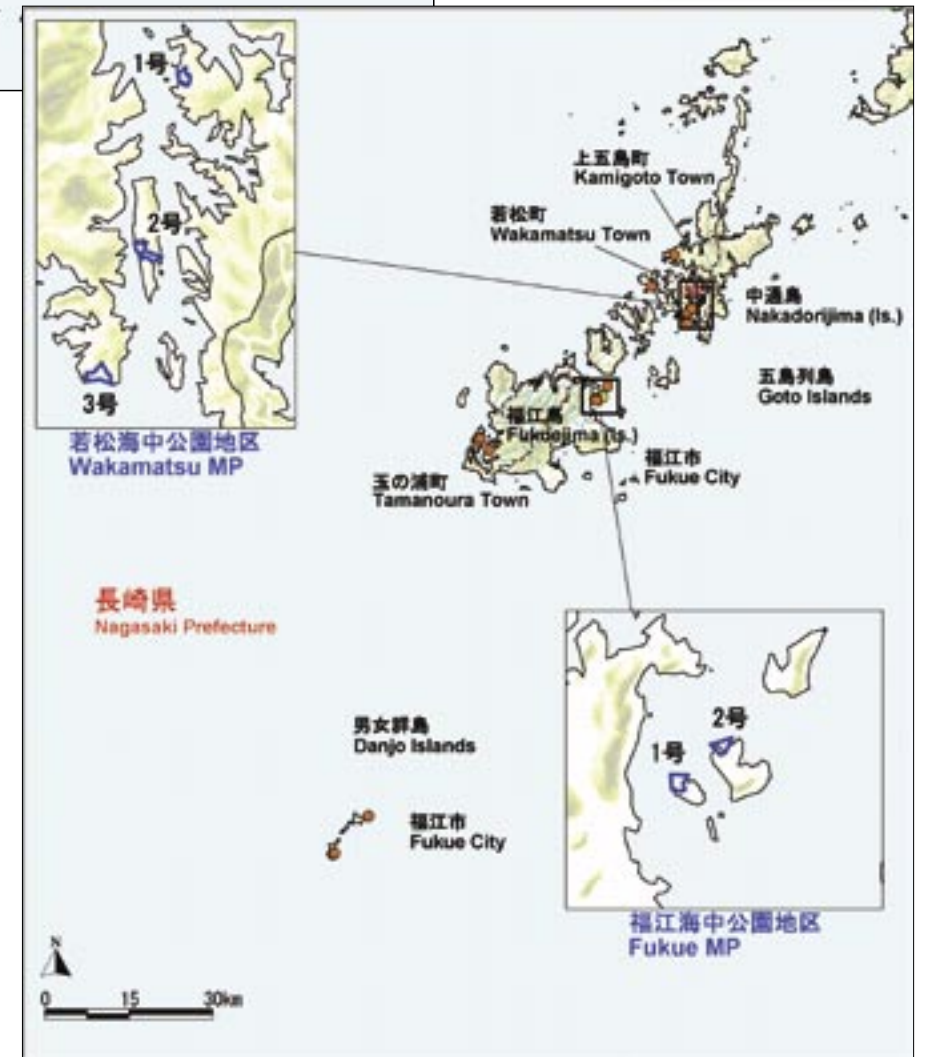 1号
2号
3号
若松海中公園地区
Wakamatsu MP
上五島町
Kamigoto Town
若松町
Wakamatsu Town
中通島
Nakadorijima (Is.)
五島列島
Goto Islands
福江島
Fukuejima (Is.)
福江市
Fukue City
玉の浦町
Tamanoura Town
長崎県
Nagasaki Prefecture
男女群島
Danjo Islands
福江市
Fukue City
2号
1号
福江海中公園地区
Fukue MP
N
0 15 30km